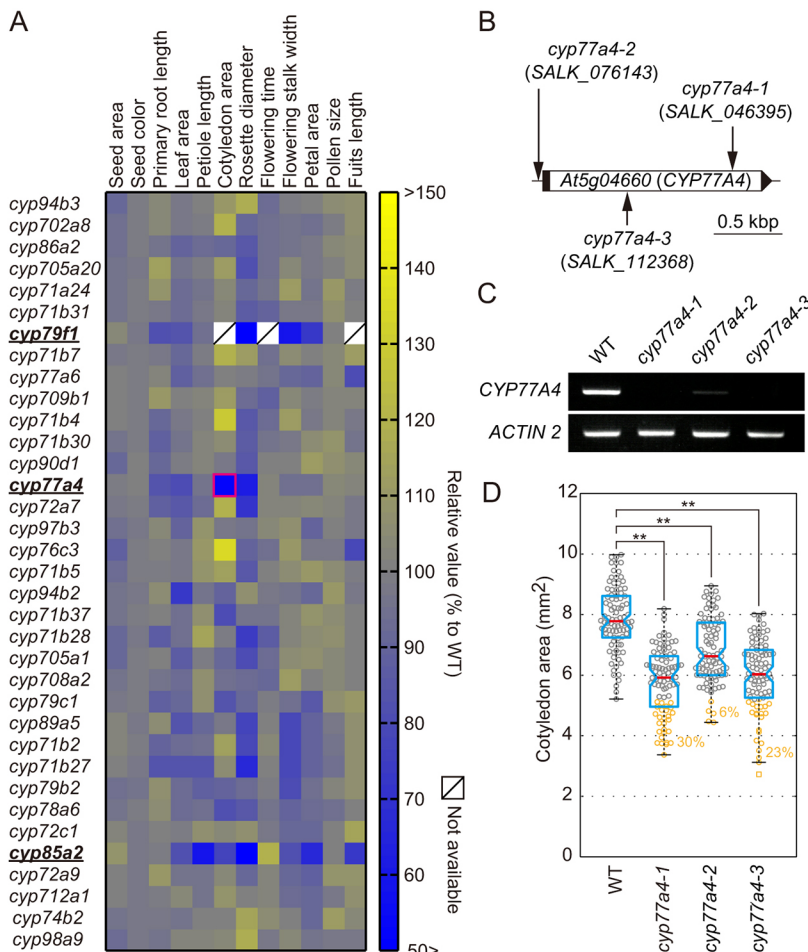 A
Seed area
Seed color
Primary root length
Leaf area
Petiole length
Cotyledon area
Rosette diameter
Flowering time
Flowering stalk width
Petal area
Pollen size
Fuits length
cyp94b3
cyp702a8
cyp86a2
cyp705a20
cyp71a24
cyp71b31
cyp79f1
cyp71b7
cyp77a6
cyp709b1
cyp71b4
cyp71b30
cyp90d1
cyp77a4
cyp72a7
cyp97b3
cyp76c3
cyp71b5
cyp94b2
cyp71b37
cyp71b28
cyp705a1
cyp708a2
cyp79c1
cyp89a5
cyp71b2
cyp71b27
cyp79b2
cyp78a6
cyp72c1
cyp85a2
cyp72a9
cyp712a1
cyp74b2
cyp98a9
>150
140
130
120
110
100
90
80
70
60
50>
Relative value (% to WT)
Not available
B
cyp77a4-2
(SALK_076143)
cyp77a4-1
(SALK_046395)
At5g04660 (CYP77A4)
0.5 kbp
cyp77a4-3
(SALK_112368)
C
WT
cyp77a4-1
cyp77a4-2
cyp77a4-3
CYP77A4
ACTIN 2
D
Cotyledon area (mm2)
12
10
8
6
4
2
0
**
**
**
30%
6%
23%
WT
cyp77a4-1
cyp77a4-2
cyp77a4-3